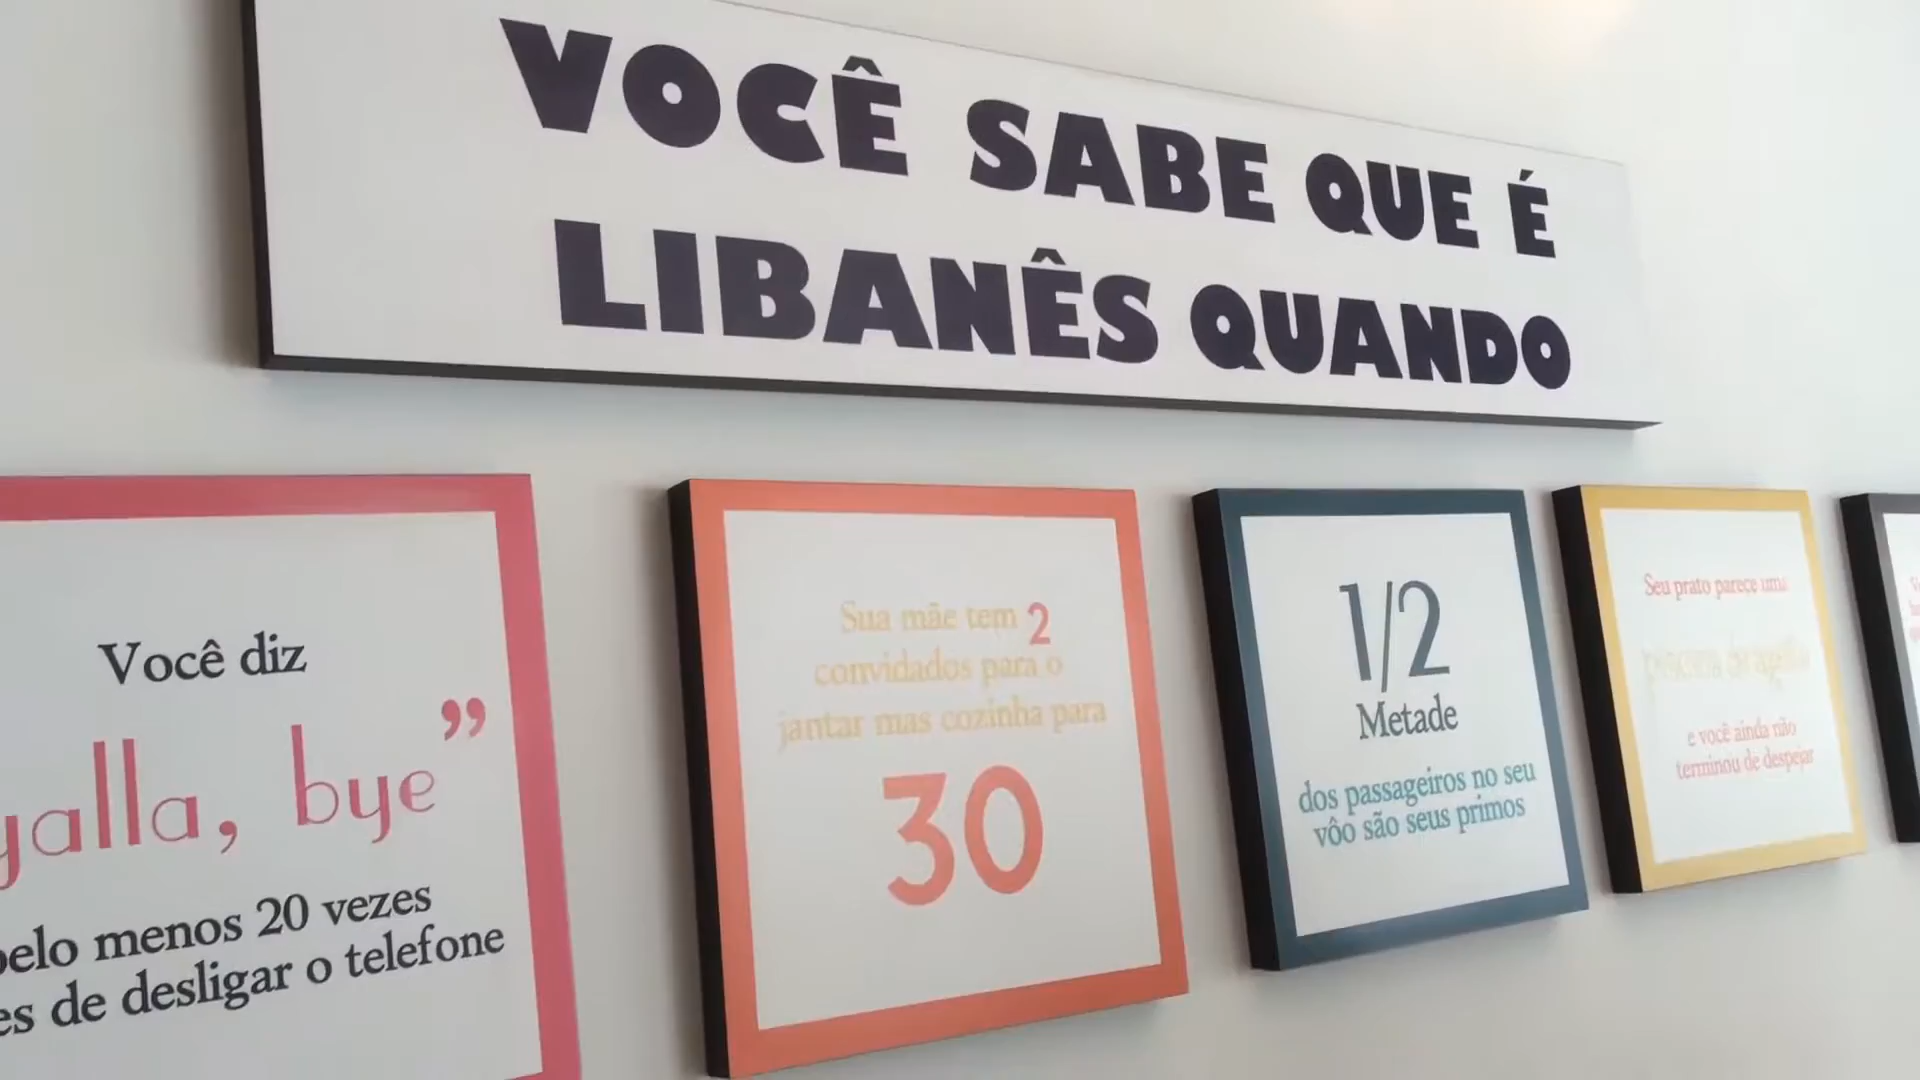 VOCÊ SABE QUE É
LIBANÊS QUANDO
Você diz
yalla, bye”
pelo menos 20 vezes
de desligar o telefone
Sua mãe tem 2
convidados para o
jantar mas cozinha para
30
1/2
Metade
dos passageiros no seu
vôo são seus primos
Seu prato parece uma
e você ainda não
terminou de despejar